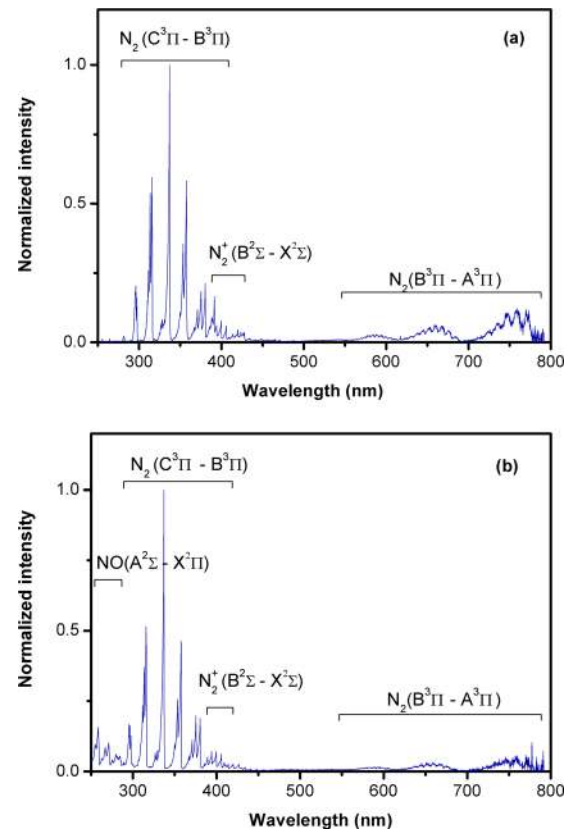 N₂(C³Π - B³Π)
(a)
1.0
N₂⁺(B²Σ - X²Σ)
0.5
N₂(B³Π - A³Π)
0.0
300 400 500 600 700 800
Wavelength (nm)
Normalized intensity
N₂(C³Π - B³Π)
(b)
1.0
NO(A²Σ - X²Π)
0.5
N₂⁺(B²Σ - X²Σ)
N₂(B³Π - A³Π)
0.0
300 400 500 600 700 800
Wavelength (nm)
Normalized intensity